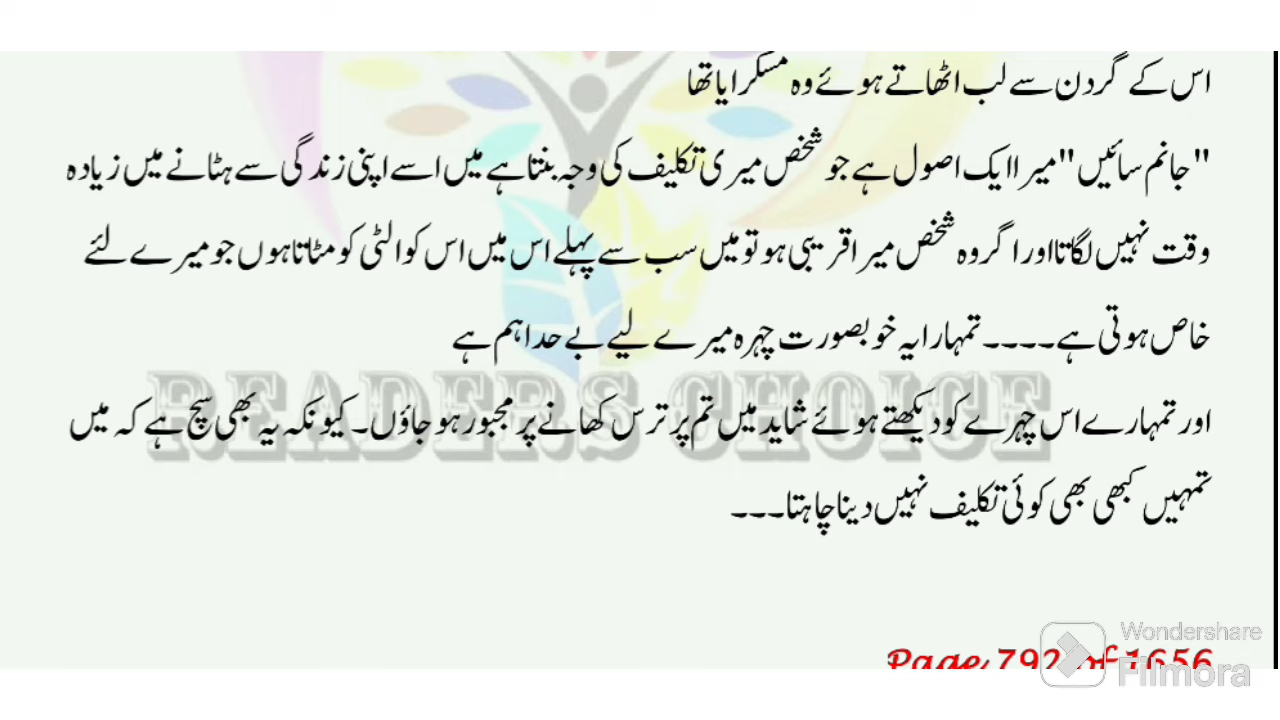 اس کے گردن سے لب اٹھاتے ہوئے وہ مسکرایا تھا
"جانم سائیں" میرا ایک اصول ہے جو شخص میری تکلیف کی وجہ بنتا ہے میں اسے اپنی زندگی سے ہٹانے میں زیادہ
وقت نہیں لگاتا اور اگر وہ شخص میرا قریبی ہو تو میں سب سے پہلے اس میں اس کوالٹی کو مٹاتا ہوں جو میرے لئے
خاص ہوتی ہے ۔۔۔۔ تمہارا یہ خوبصورت چہرہ میرے لیے بے حد اہم ہے
READERS CHOICE
اور تمہارے اس چہرے کو دیکھتے ہوئے شاید میں تم پر ترس کھانے پر مجبور ہو جاؤں۔ کیونکہ یہ بھی سچ ہے کہ میں
تمہیں کبھی بھی کوئی تکلیف نہیں دینا چاہتا ۔۔۔
Wondershare
Filmora
Page 792 of 1656